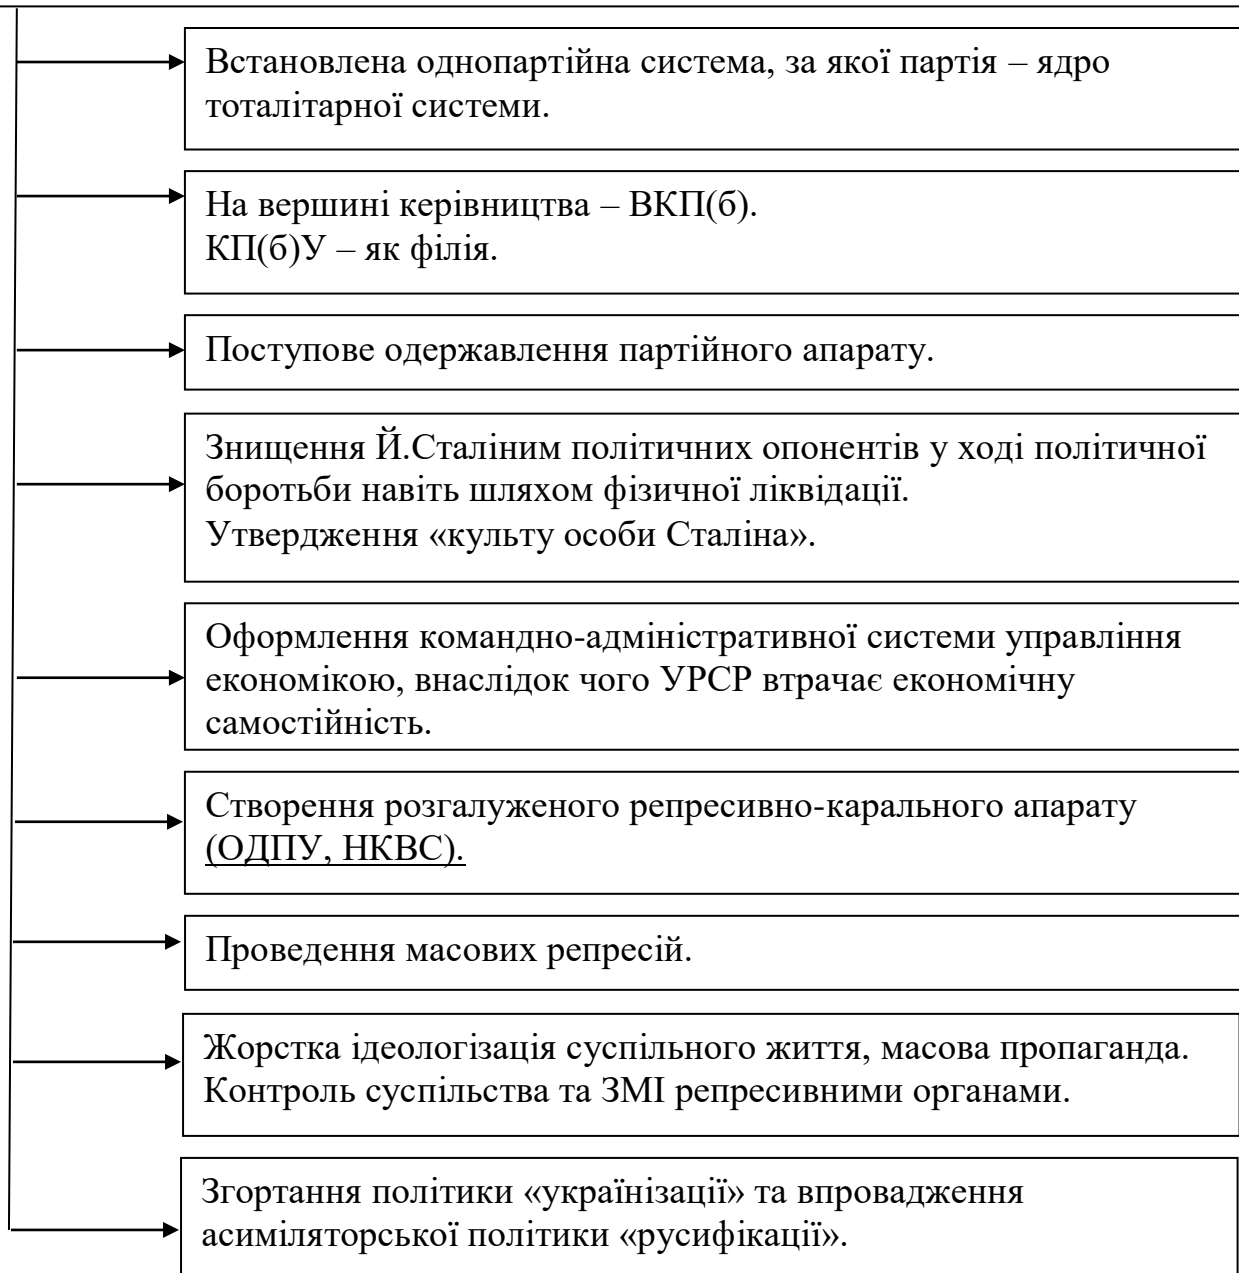 Встановлена однопартійна система, за якої партія – ядро
тоталітарної системи.
На вершині керівництва – ВКП(б).
КП(б)У – як філія.
Поступове одержавлення партійного апарату.
Знищення Й.Сталіним політичних опонентів у ході політичної
боротьби навіть шляхом фізичної ліквідації.
Утвердження «культу особи Сталіна».
Оформлення командно-адміністративної системи управління
економікою, внаслідок чого УРСР втрачає економічну
самостійність.
Створення розгалуженого репресивно-карального апарату
(ОДПУ, НКВС).
Проведення масових репресій.
Жорстка ідеологізація суспільного життя, масова пропаганда.
Контроль суспільства та ЗМІ репресивними органами.
Згортання політики «українізації» та впровадження
асиміляторської політики «русифікації».